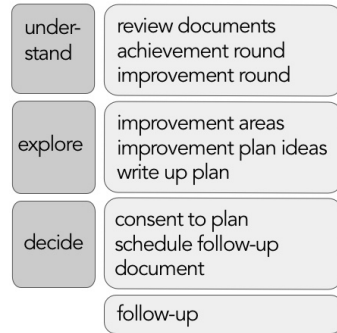 under-
stand
review documents
achievement round
improvement round
explore
improvement areas
improvement plan ideas
write up plan
decide
consent to plan
schedule follow-up
document
follow-up